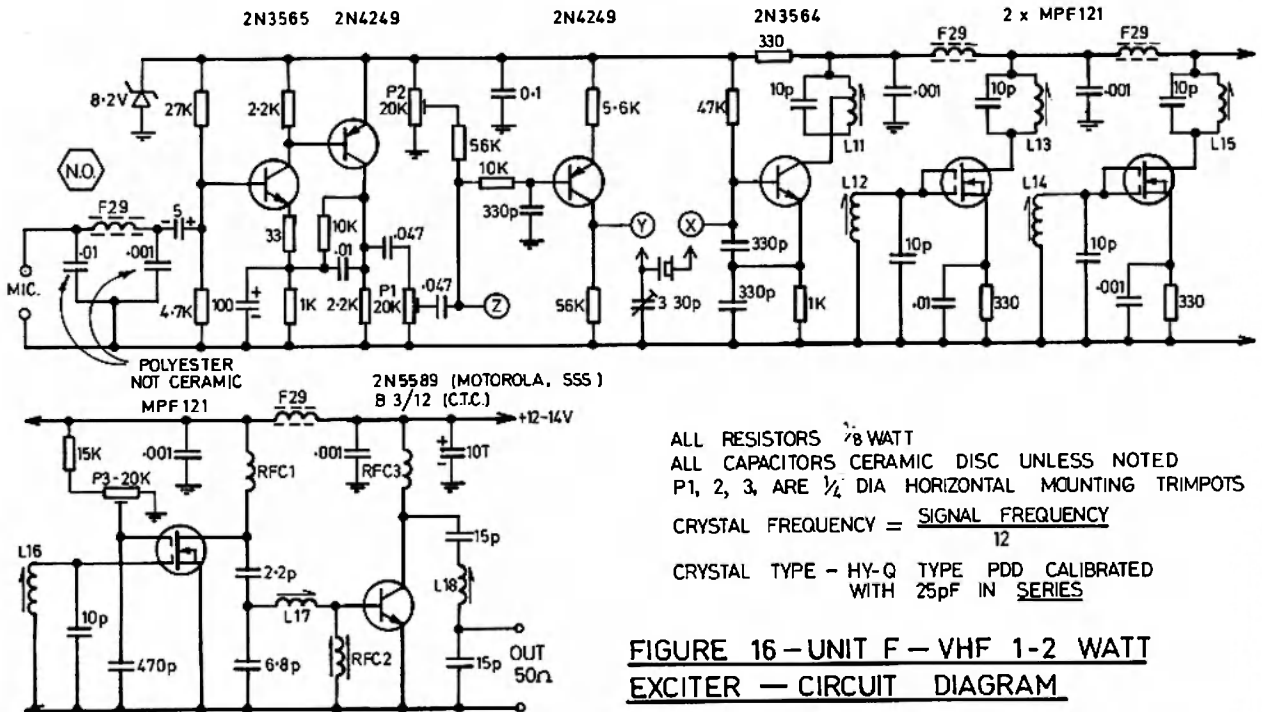 2N3565 2N4249 2N4249 2N3564 2 x MPF121
330 F29 F29
8·2V 27K 2·2K P2 20K 0·1 5·6K 47K 10p ·001 10p ·001 10p
56K L11 L13 L15
N.O. 10K L12 L14
F29 5 - + 330p Y X
·01 ·001 33 10K ·047 330p 10p 10p
MIC. ·01 ·047
4·7K 100 + - 1K 2·2K P1 20K Z 56K 3 30p 330p 1K ·01 330 ·001 330
POLYESTER
NOT CERAMIC
MPF121 F29 2N5589 (MOTOROLA, SSS)
B 3/12 (C.T.C.)
+12-14V
15K ·001 RFC1 ·001 RFC3 + - 10T
P3-20K
L16 15p
2·2p L18
10p L17
470p 6·8p RFC2 15p OUT
50Ω
ALL RESISTORS 1/8 WATT
ALL CAPACITORS CERAMIC DISC UNLESS NOTED
P1, 2, 3, ARE 1/4 DIA HORIZONTAL MOUNTING TRIMPOTS
CRYSTAL FREQUENCY = SIGNAL FREQUENCY
12
CRYSTAL TYPE - HY-Q TYPE PDD CALIBRATED
WITH 25pF IN SERIES
FIGURE 16 - UNIT F - VHF 1-2 WATT
EXCITER — CIRCUIT DIAGRAM